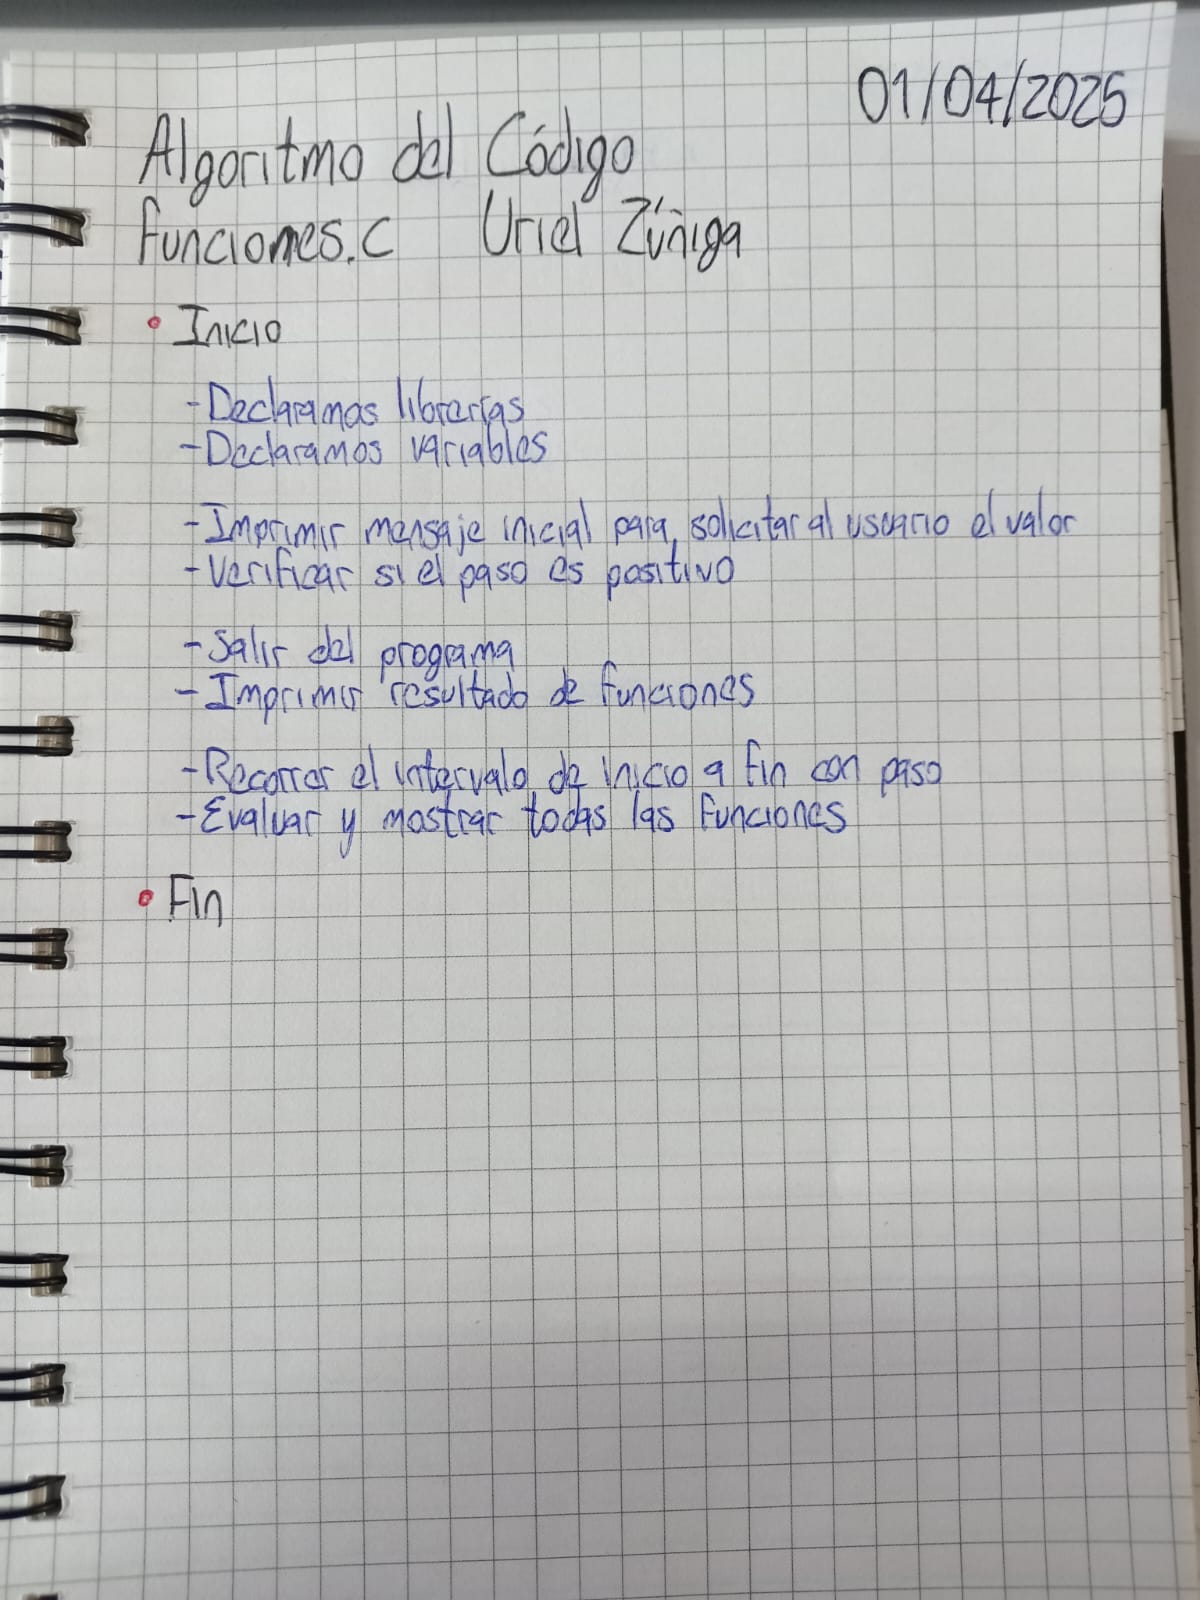 01/04/2025
Algoritmo del Código
funciones.c Uriel Zúñiga
• Inicio
- Declaramos librerías
- Declaramos variables
- Imprimir mensaje inicial para solicitar al usuario el valor
- Verificar si el paso es positivo
- Salir del programa
- Imprimir resultado de funciones
- Recorrer el intervalo de inicio a fin con paso
- Evaluar y mostrar todas las funciones
• Fin